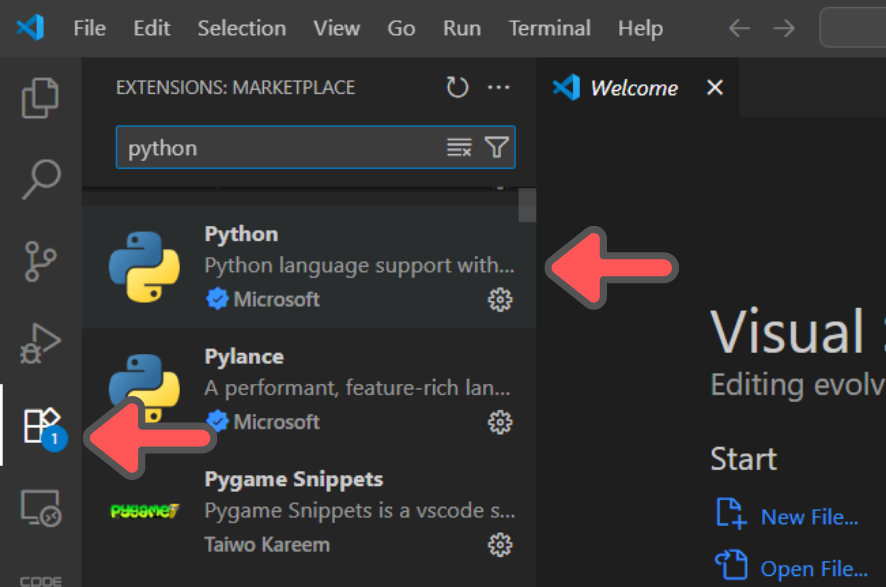 File Edit Selection View Go Run Terminal Help
EXTENSIONS: MARKETPLACE
python
Python
Python language support with...
Microsoft
Pylance
A performant, feature-rich lan...
Microsoft
1
Pygame Snippets
Pygame Snippets is a vscode s...
Taiwo Kareem
PYGAME
CODE
Welcome
Visual
Editing evolv
Start
New File...
Open File...